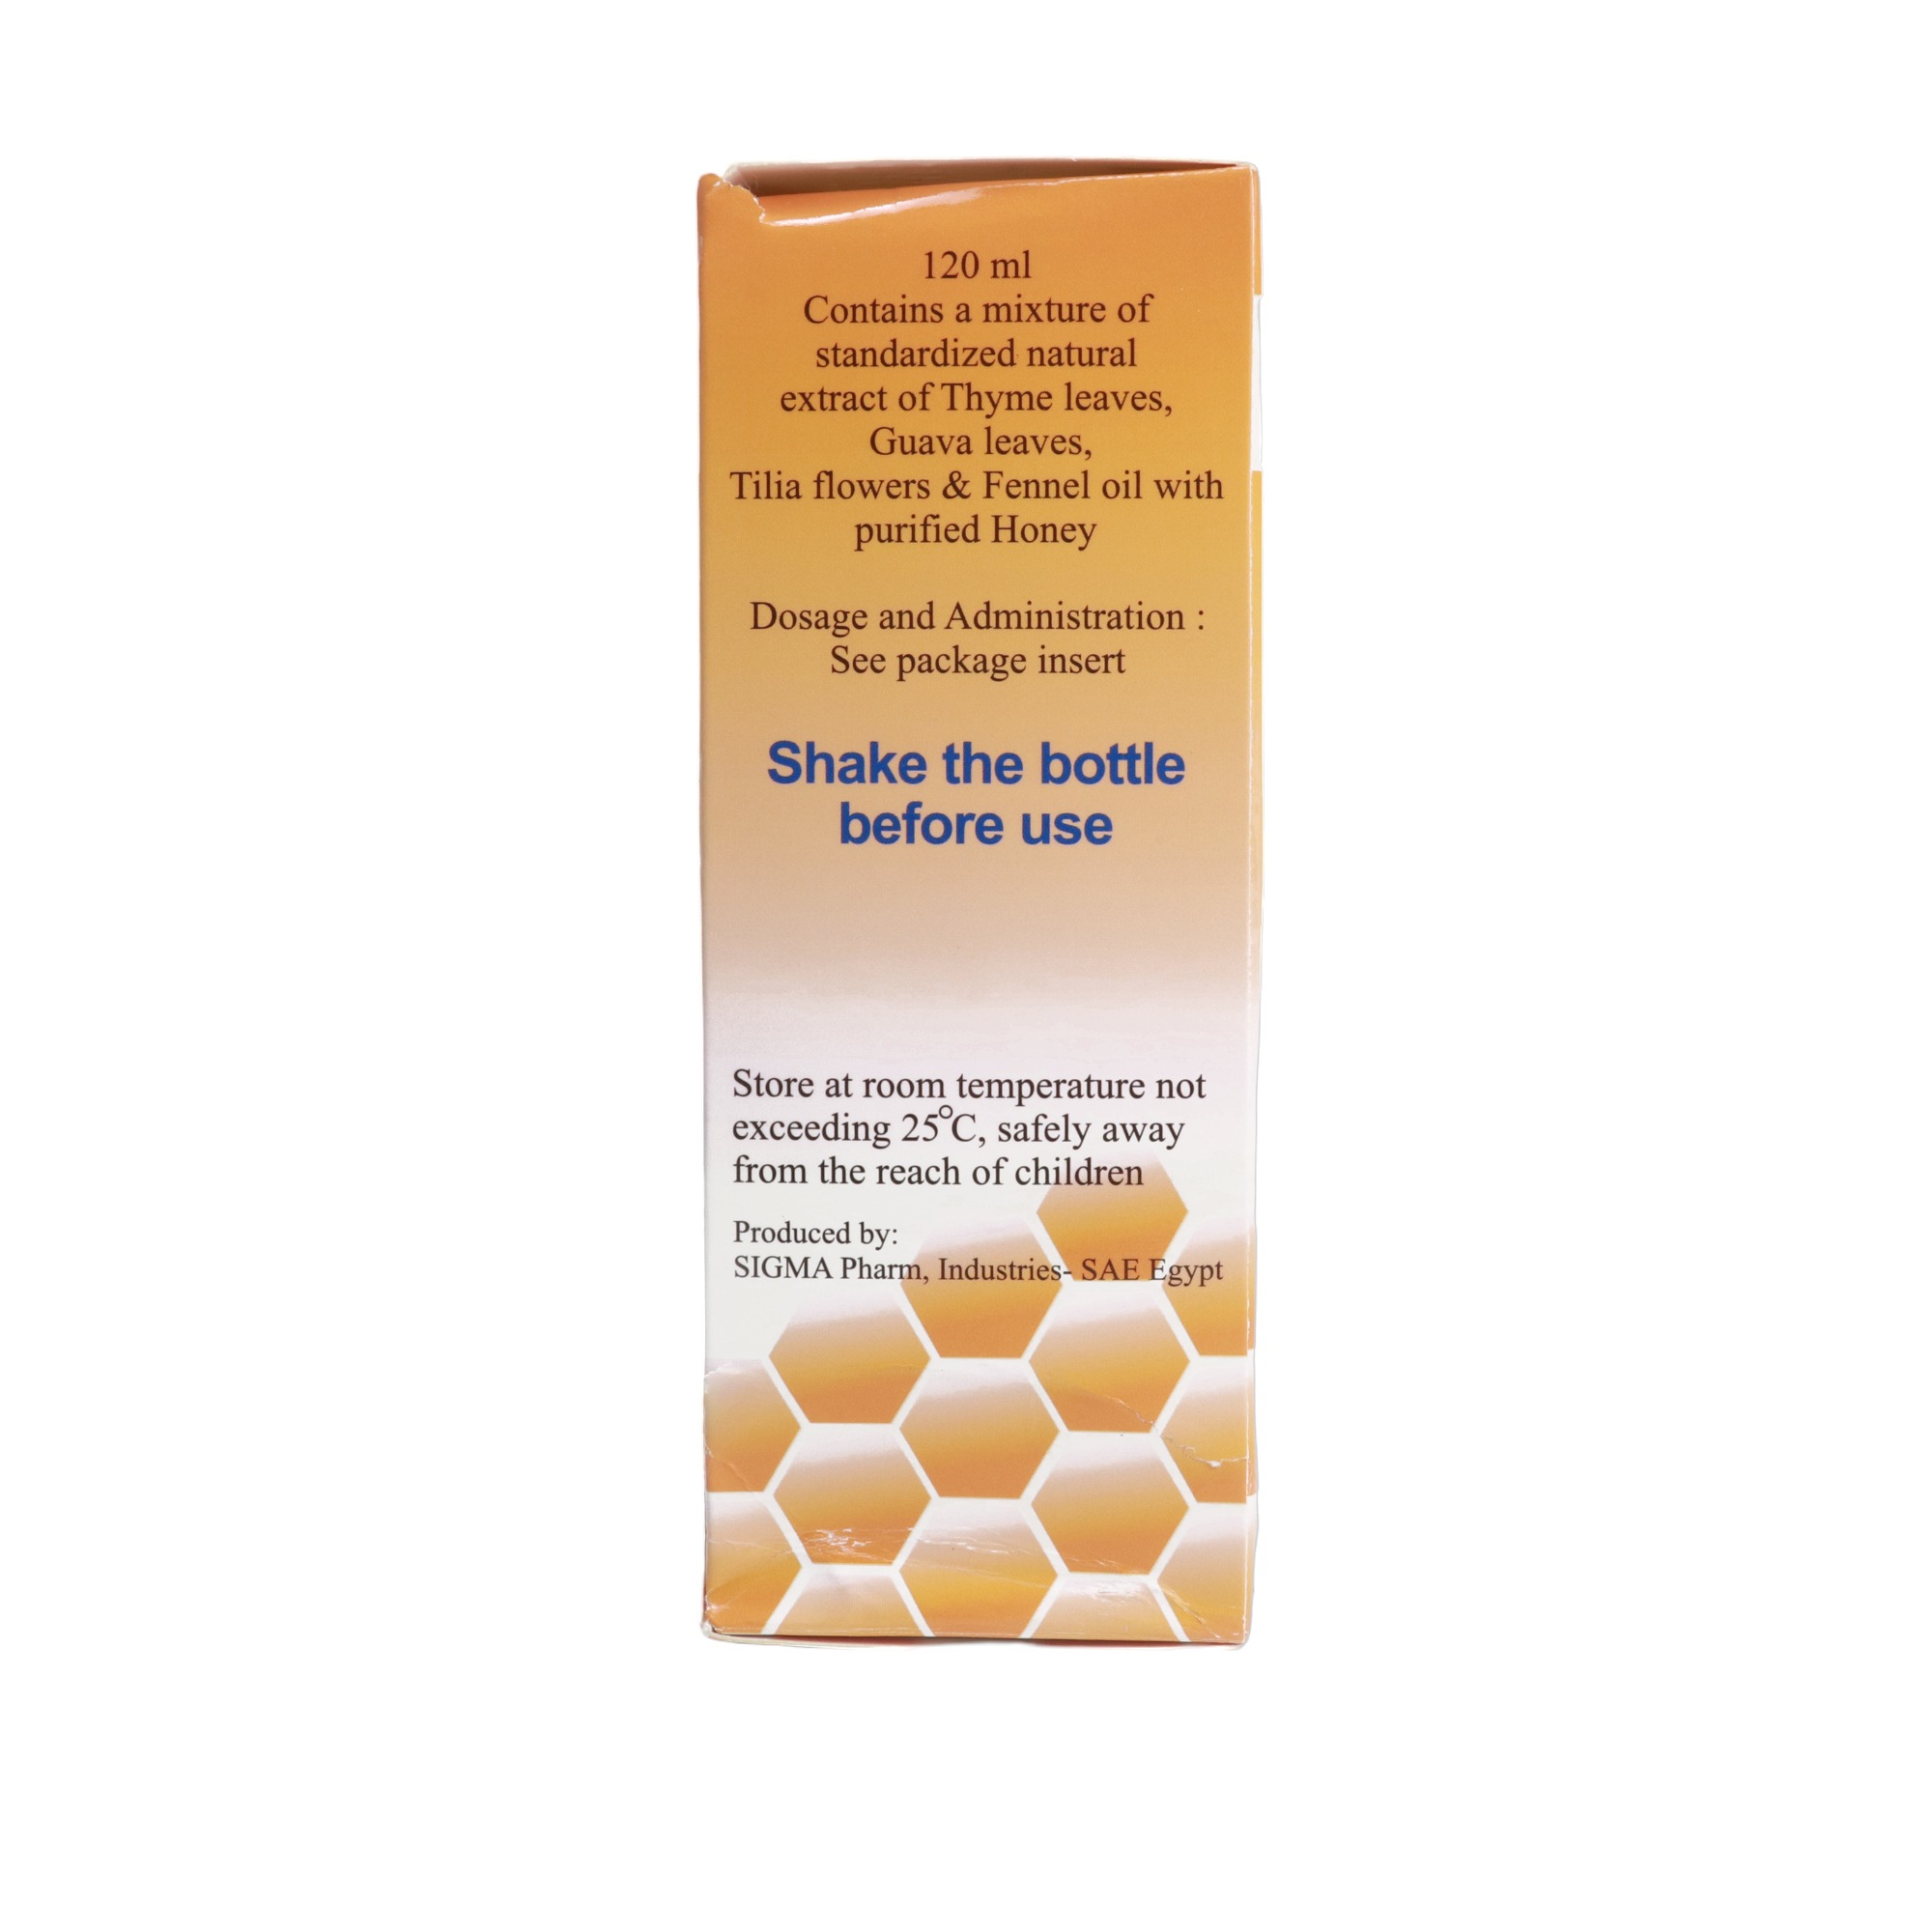 120 ml
Contains a mixture of
standardized natural
extract of Thyme leaves,
Guava leaves,
Tilia flowers & Fennel oil with
purified Honey
Dosage and Administration :
See package insert
Shake the bottle
before use
Store at room temperature not
exceeding 25°C, safely away
from the reach of children
Produced by:
SIGMA Pharm, Industries- SAE Egypt